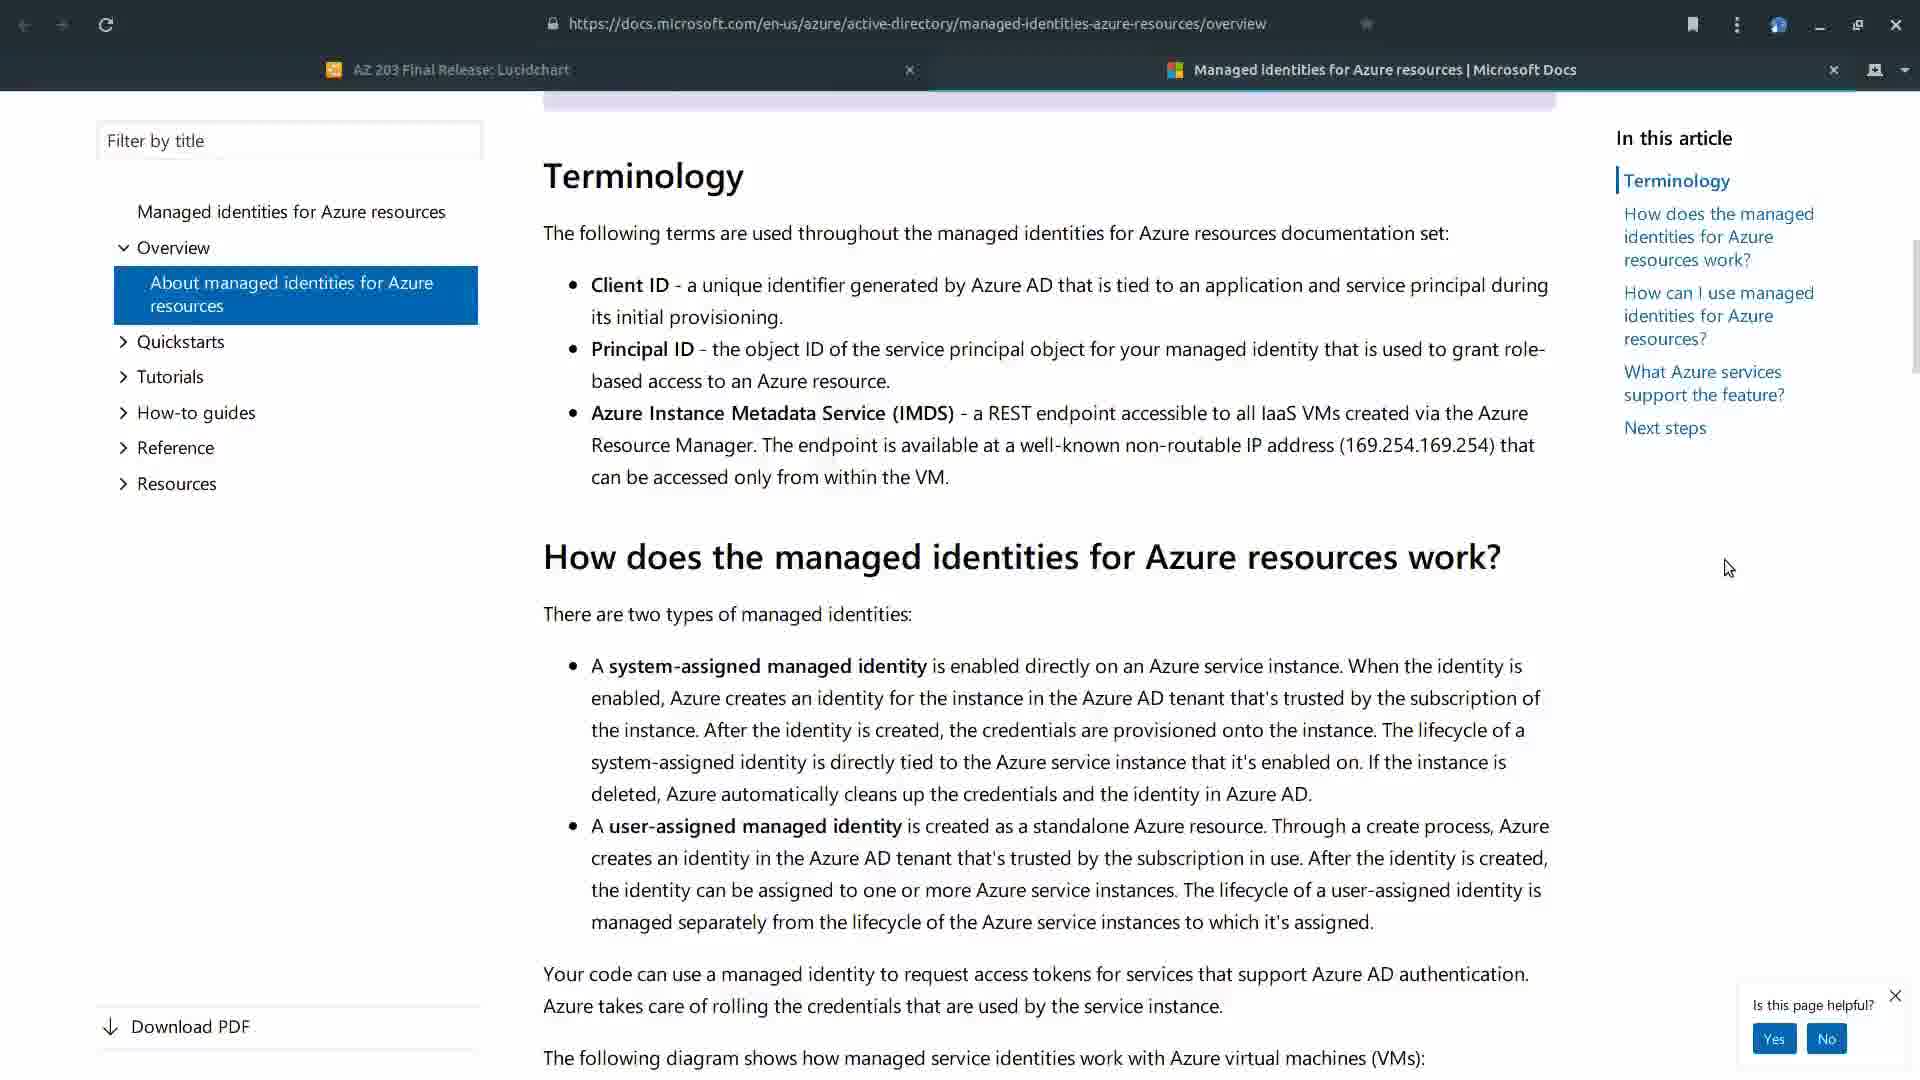 https://docs.microsoft.com/en-us/azure/active-directory/managed-identities-azure-resources/overview
AZ 203 Final Release: Lucidchart
Managed identities for Azure resources | Microsoft Docs
Filter by title
Managed identities for Azure resources
Overview
About managed identities for Azure
resources
Quickstarts
Tutorials
How-to guides
Reference
Resources
Download PDF
Terminology
The following terms are used throughout the managed identities for Azure resources documentation set:
• Client ID - a unique identifier generated by Azure AD that is tied to an application and service principal during
its initial provisioning.
• Principal ID - the object ID of the service principal object for your managed identity that is used to grant role-
based access to an Azure resource.
• Azure Instance Metadata Service (IMDS) - a REST endpoint accessible to all IaaS VMs created via the Azure
Resource Manager. The endpoint is available at a well-known non-routable IP address (169.254.169.254) that
can be accessed only from within the VM.
How does the managed identities for Azure resources work?
There are two types of managed identities:
• A system-assigned managed identity is enabled directly on an Azure service instance. When the identity is
enabled, Azure creates an identity for the instance in the Azure AD tenant that's trusted by the subscription of
the instance. After the identity is created, the credentials are provisioned onto the instance. The lifecycle of a
system-assigned identity is directly tied to the Azure service instance that it's enabled on. If the instance is
deleted, Azure automatically cleans up the credentials and the identity in Azure AD.
• A user-assigned managed identity is created as a standalone Azure resource. Through a create process, Azure
creates an identity in the Azure AD tenant that's trusted by the subscription in use. After the identity is created,
the identity can be assigned to one or more Azure service instances. The lifecycle of a user-assigned identity is
managed separately from the lifecycle of the Azure service instances to which it's assigned.
Your code can use a managed identity to request access tokens for services that support Azure AD authentication.
Azure takes care of rolling the credentials that are used by the service instance.
The following diagram shows how managed service identities work with Azure virtual machines (VMs):
In this article
Terminology
How does the managed
identities for Azure
resources work?
How can I use managed
identities for Azure
resources?
What Azure services
support the feature?
Next steps
Is this page helpful?
Yes
No